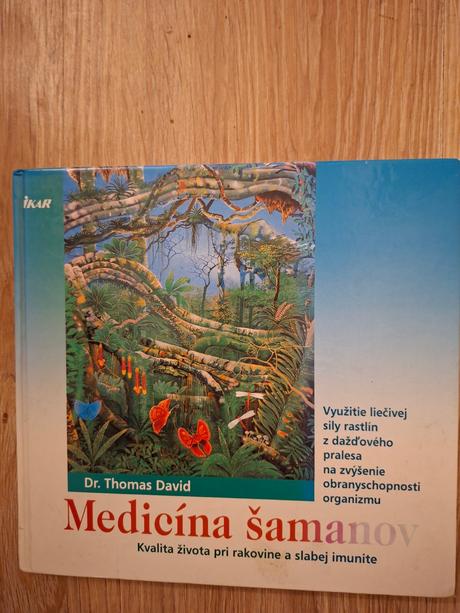 iKAR
Využitie liečivej
sily rastlín
z dažďového
pralesa
na zvýšenie
obranyschopnosti
organizmu
Dr. Thomas David
Medicína šamanov
Kvalita života pri rakovine a slabej imunite